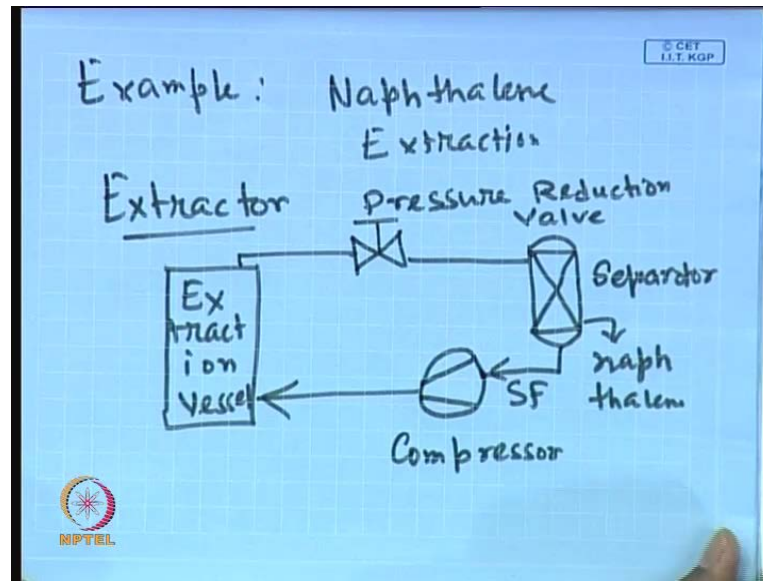 © CET
I.I.T. KGP
Example: Naphthalene
Extraction
Extractor
Pressure Reduction
Valve
Ex
tract
ion
Vessel
Separator
naph
thalene
SF
Compressor
NPTEL